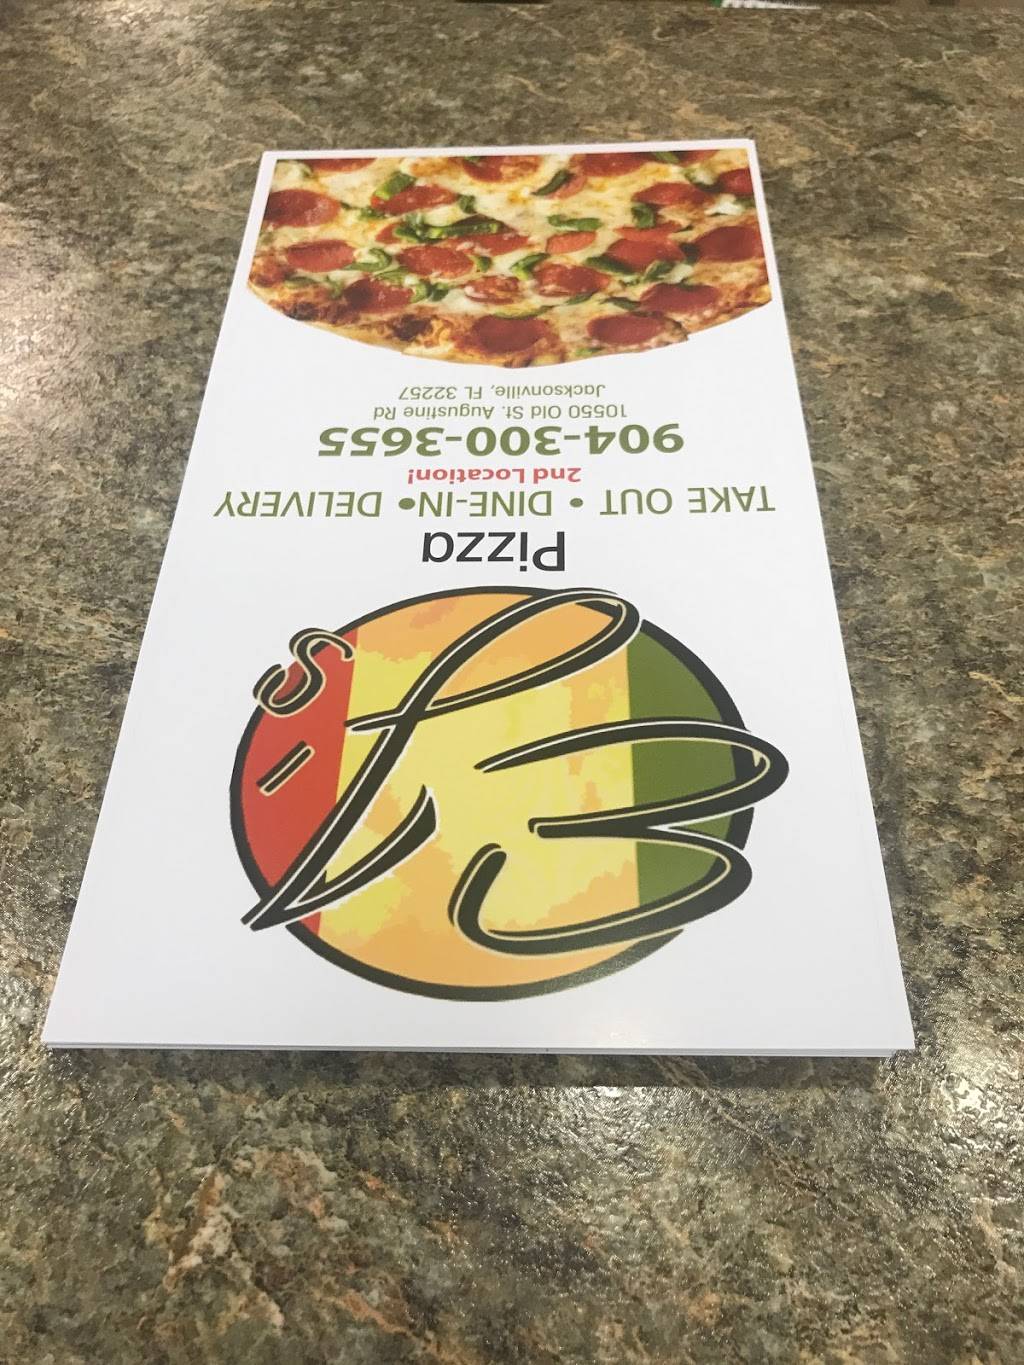 EL's
Pizza
TAKE OUT • DINE-IN• DELIVERY
2nd Location!
904-300-3655
10550 Old St. Augustine Rd
Jacksonville, FL 32257